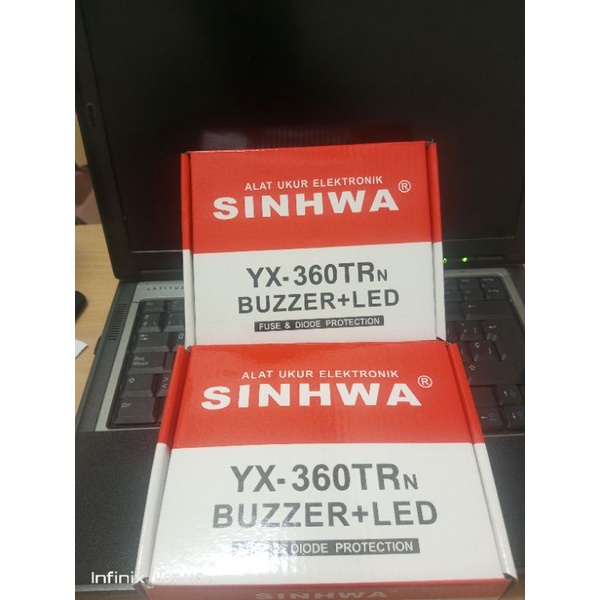 ALAT UKUR ELEKTRONIK
SINHWA®
YX-360TRN
BUZZER+LED
FUSE & DIODE PROTECTION
LATITUDE
ALAT UKUR ELEKTRONIK
SINHWA®
YX-360TRN
BUZZER+LED
DIODE PROTECTION
Infinix